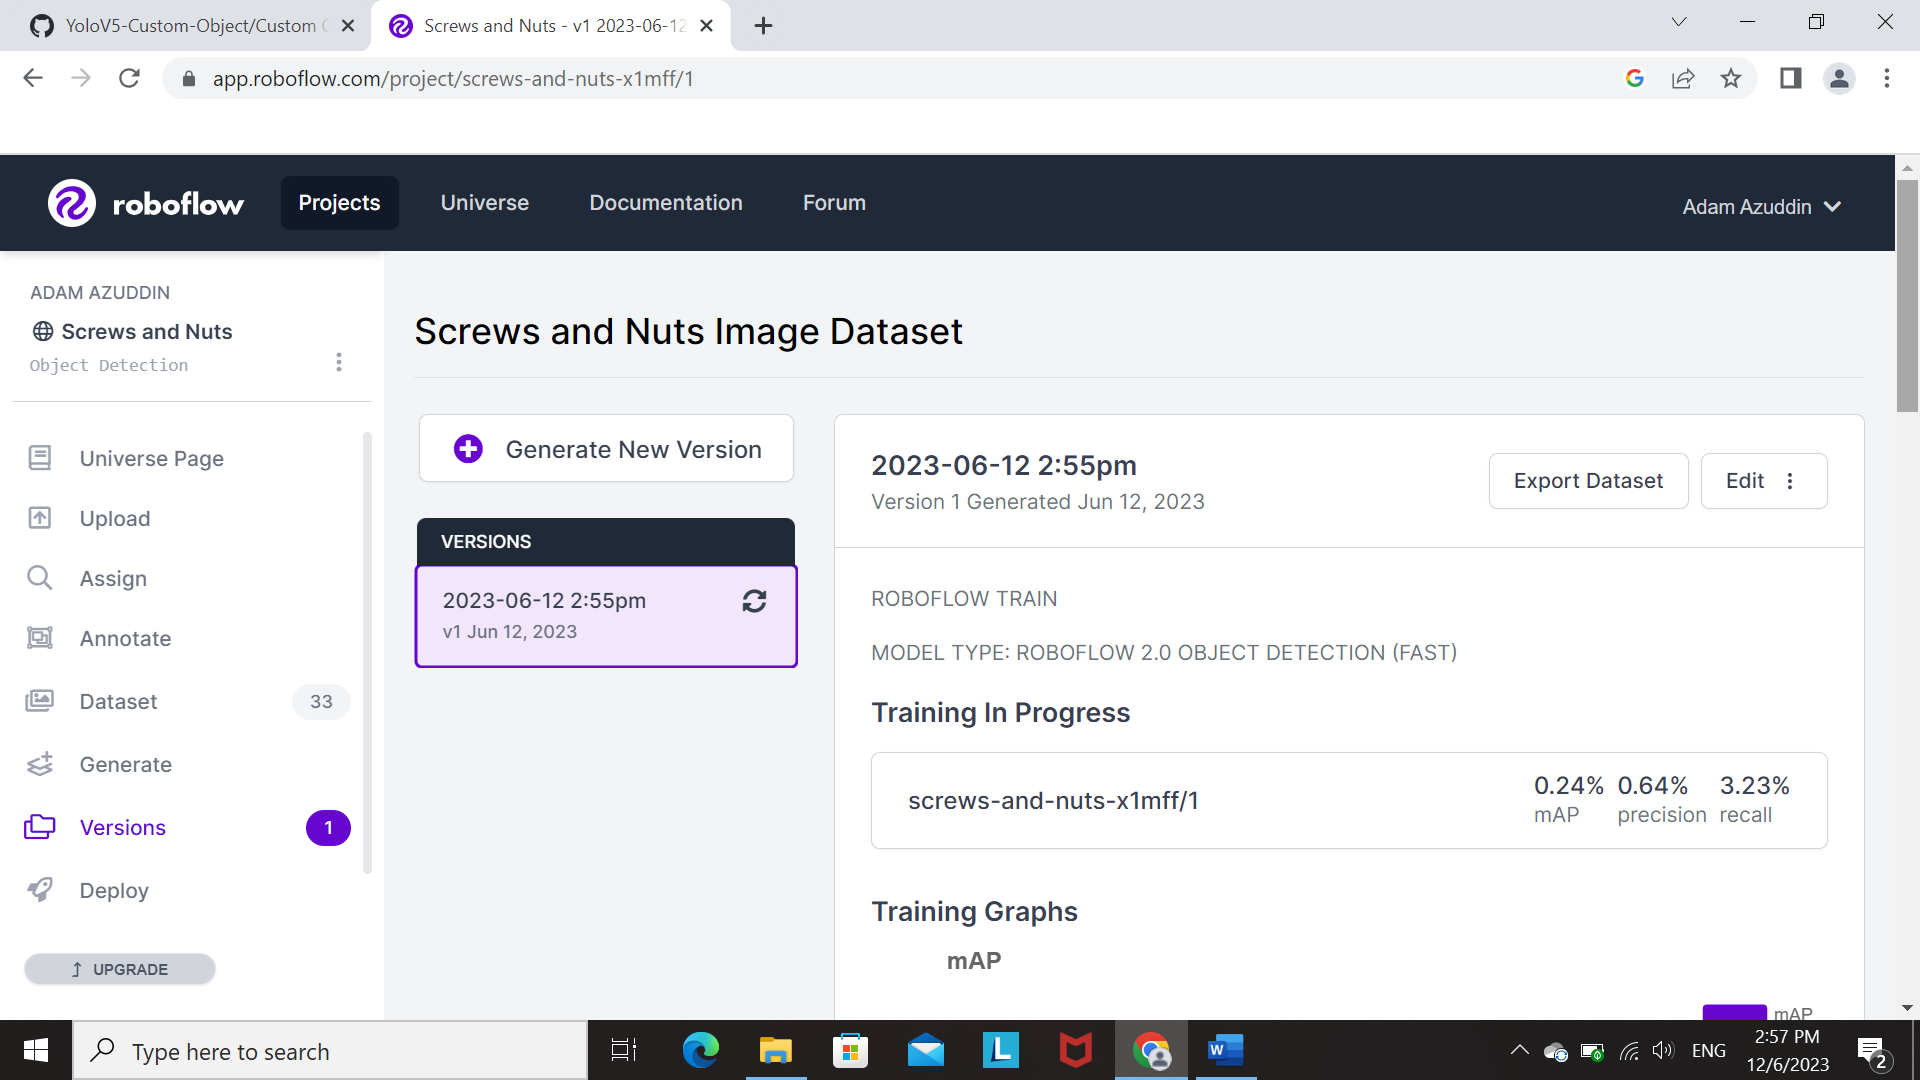 YoloV5-Custom-Object/Custom
Screws and Nuts - v1 2023-06-12
app.roboflow.com/project/screws-and-nuts-x1mff/1
roboflow
Projects
Universe
Documentation
Forum
Adam Azuddin
ADAM AZUDDIN
Screws and Nuts
Object Detection
Universe Page
Upload
Assign
Annotate
Dataset 33
Generate
Versions 1
Deploy
UPGRADE
Screws and Nuts Image Dataset
Generate New Version
VERSIONS
2023-06-12 2:55pm
v1 Jun 12, 2023
2023-06-12 2:55pm
Version 1 Generated Jun 12, 2023
Export Dataset
Edit
ROBOFLOW TRAIN
MODEL TYPE: ROBOFLOW 2.0 OBJECT DETECTION (FAST)
Training In Progress
screws-and-nuts-x1mff/1
0.24% 0.64% 3.23%
mAP precision recall
Training Graphs
mAP
mAP
Type here to search
L
W
ENG
2:57 PM
12/6/2023
2